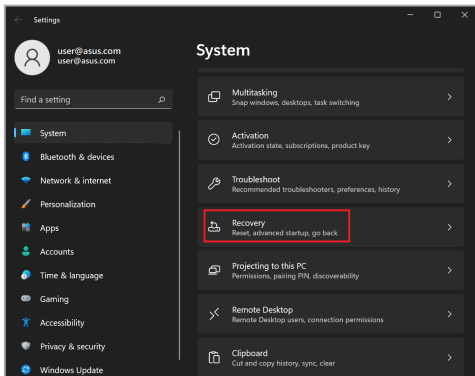 Settings
user@asus.com
user@asus.com
Find a setting
System
Bluetooth & devices
Network & internet
Personalization
Apps
Accounts
Time & language
Gaming
Accessibility
Privacy & security
Windows Update
System
Multitasking
Snap windows, desktops, task switching
Activation
Activation state, subscriptions, product key
Troubleshoot
Recommended troubleshooters, preferences, history
Recovery
Reset, advanced startup, go back
Projecting to this PC
Permissions, pairing PIN, discoverability
Remote Desktop
Remote Desktop users, connection permissions
Clipboard
Cut and copy history, sync, clear